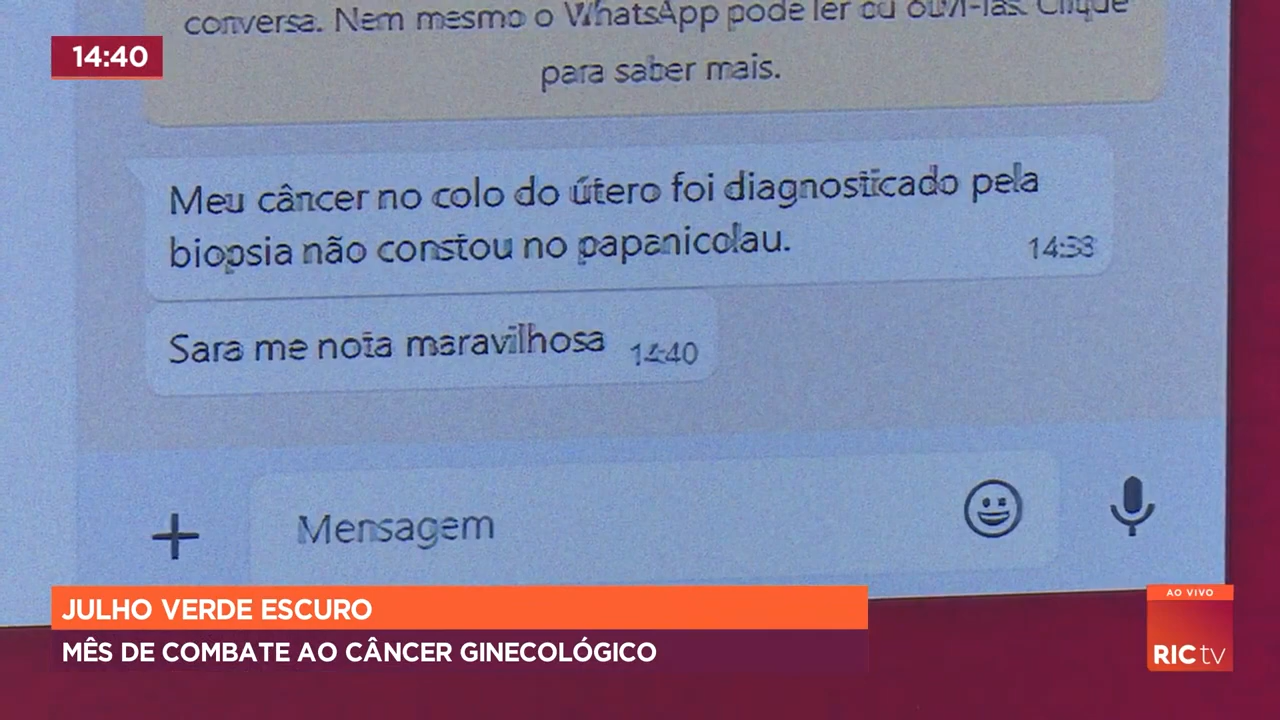 14:40
conversa. Nem mesmo o WhatsApp pode ler ou ouvi-las. Clique
para saber mais.
Meu câncer no colo do útero foi diagnosticado pela
biopsia não constou no papanicolau.
14:38
Sara me nota maravilhosa
14:40
Mensagem
JULHO VERDE ESCURO
MÊS DE COMBATE AO CÂNCER GINECOLÓGICO
AO VIVO
RICtv